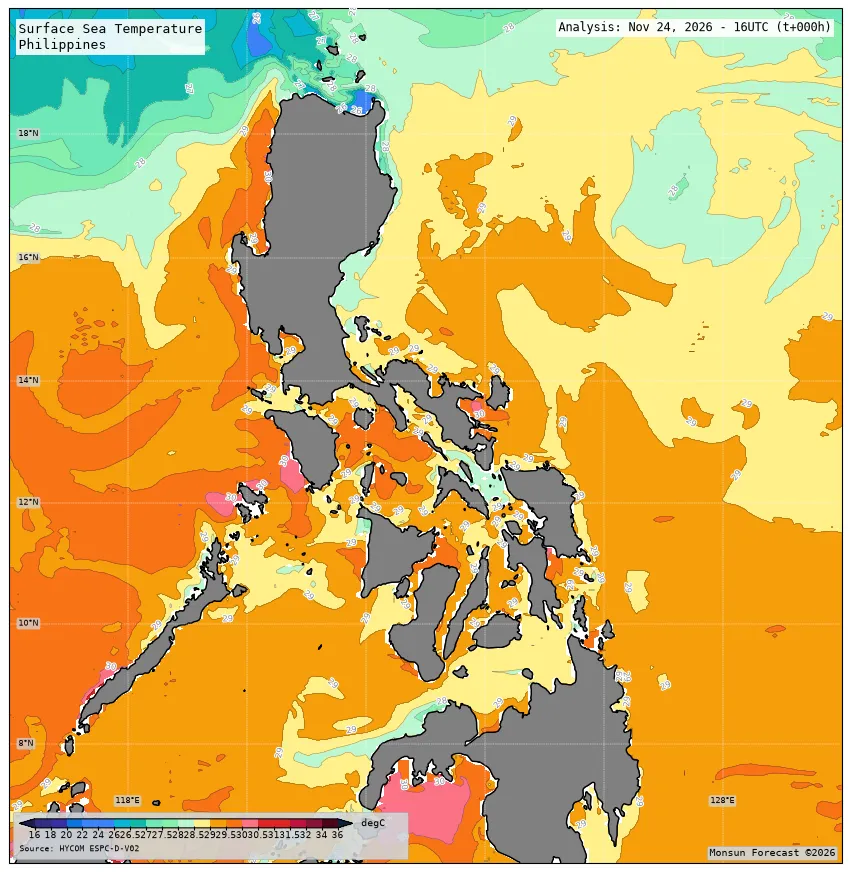 Surface Sea Temperature
Philippines
Analysis: Nov 24, 2026 - 16UTC (t+000h)
18°N
16°N
14°N
12°N
10°N
8°N
118°E
128°E
16 18 20 22 24 26 26.5 27 27.5 28 28.5 29 29.5 30 30.5 31 31.5 32 34 36 degC
Source: HYCOM ESPC-D-V02
Monsun Forecast ©2026